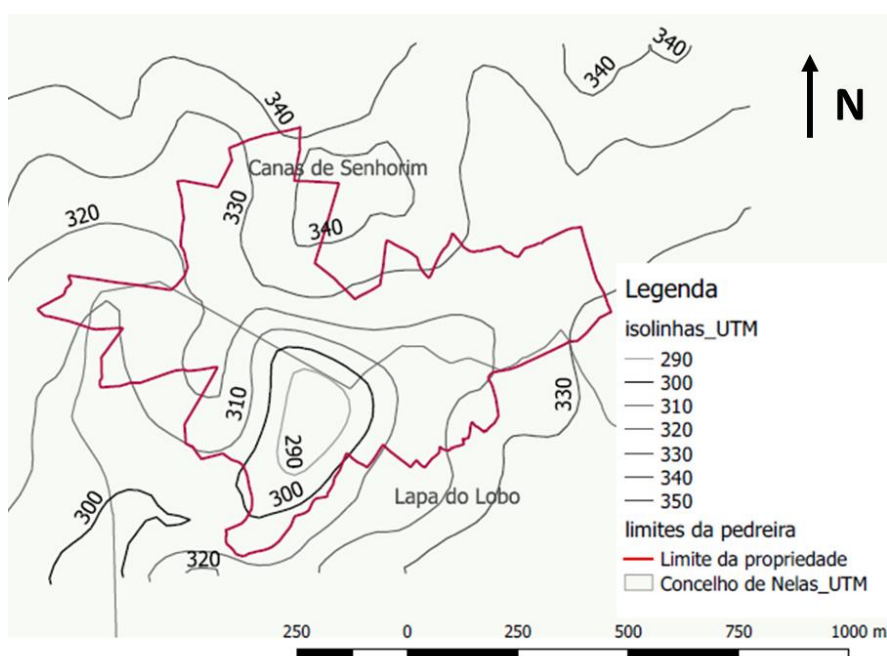 340
340
340
N
Canas de Senhorim
330
320
340
Legenda
isolinhas_UTM
290
300
310
320
330
340
350
310
330
290
300
300
Lapa do Lobo
320
limites da pedreira
Limite da propriedade
Concelho de Nelas_UTM
250 0 250 500 750 1000 m